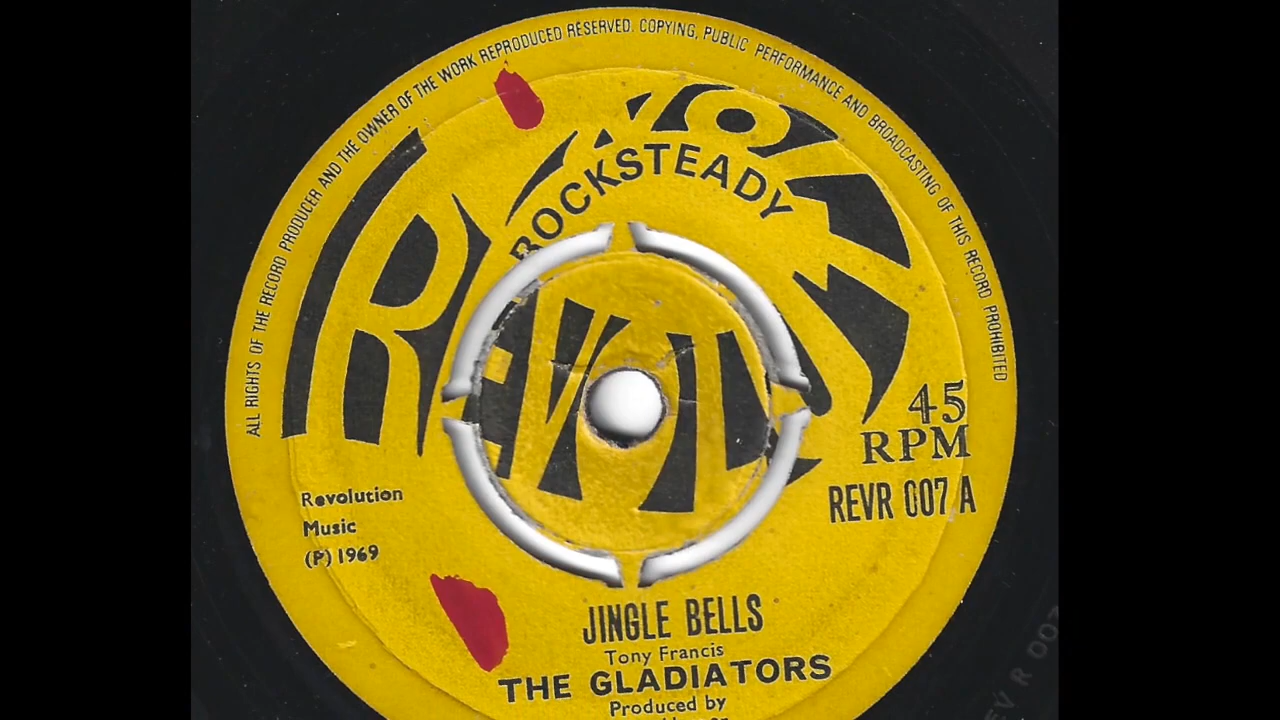 ALL RIGHTS OF THE RECORD PRODUCER AND THE OWNER OF THE WORK REPRODUCED RESERVED. COPYING, PUBLIC PERFORMANCE AND BROADCASTING OF THIS RECORD PROHIBITED
ROCKSTEADY
REVOLUTION
45
RPM
REVR 007 A
Revolution
Music
(P) 1969
JINGLE BELLS
Tony Francis
THE GLADIATORS
Produced by